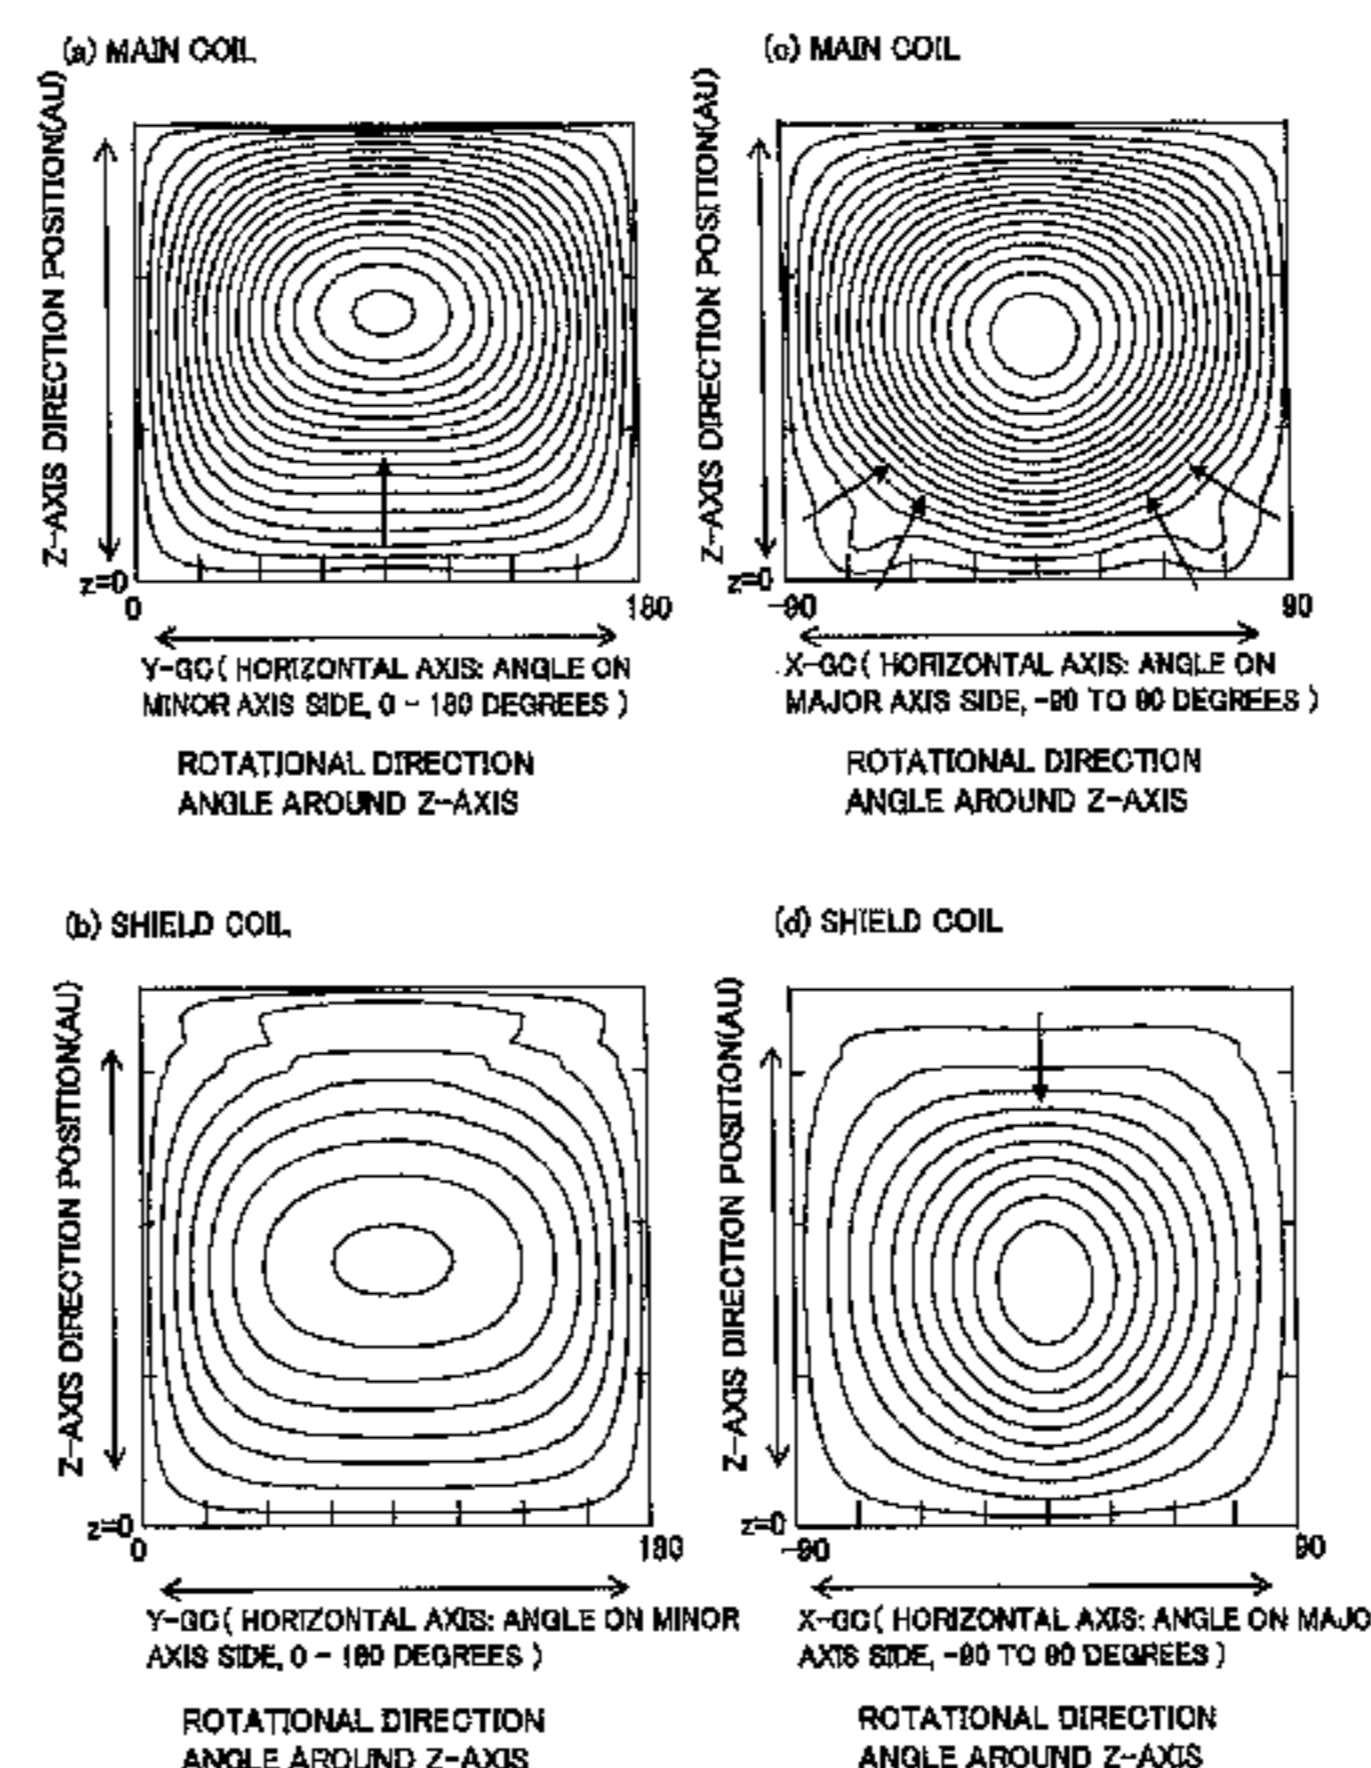 (a) MAIN COIL
Z-AXIS DIRECTION POSITION(AU)
z=0
0
180
Y-GC ( HORIZONTAL AXIS: ANGLE ON
MINOR AXIS SIDE, 0 - 180 DEGREES )
ROTATIONAL DIRECTION
ANGLE AROUND Z-AXIS
(c) MAIN COIL
Z-AXIS DIRECTION POSITION(AU)
z=0
-90
90
X-GC ( HORIZONTAL AXIS: ANGLE ON
MAJOR AXIS SIDE, -90 TO 90 DEGREES )
ROTATIONAL DIRECTION
ANGLE AROUND Z-AXIS
(b) SHIELD COIL
Z-AXIS DIRECTION POSITION(AU)
z=0
0
180
Y-GC ( HORIZONTAL AXIS: ANGLE ON MINOR
AXIS SIDE, 0 - 180 DEGREES )
ROTATIONAL DIRECTION
ANGLE AROUND Z-AXIS
(d) SHIELD COIL
Z-AXIS DIRECTION POSITION(AU)
z=0
-90
90
X-GC ( HORIZONTAL AXIS: ANGLE ON MAJO
AXIS SIDE, -90 TO 90 DEGREES )
ROTATIONAL DIRECTION
ANGLE AROUND Z-AXIS